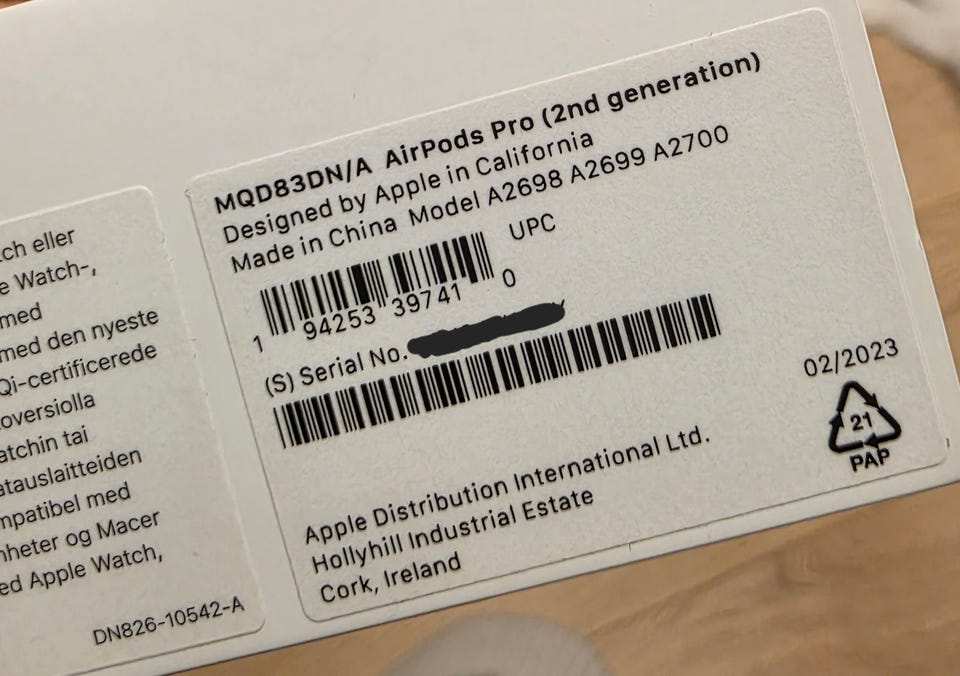 ch eller
e Watch-,
med
med den nyeste
Qi-certificerede
oversiolla
atchin tai
atauslaitteiden
mpatibel med
nheter og Macer
ed Apple Watch,
DN826-10542-A
MQD83DN/A AirPods Pro (2nd generation)
Designed by Apple in California
Made in China Model A2698 A2699 A2700
UPC
1 94253 39741 0
(S) Serial No.
02/2023
21
PAP
Apple Distribution International Ltd.
Hollyhill Industrial Estate
Cork, Ireland